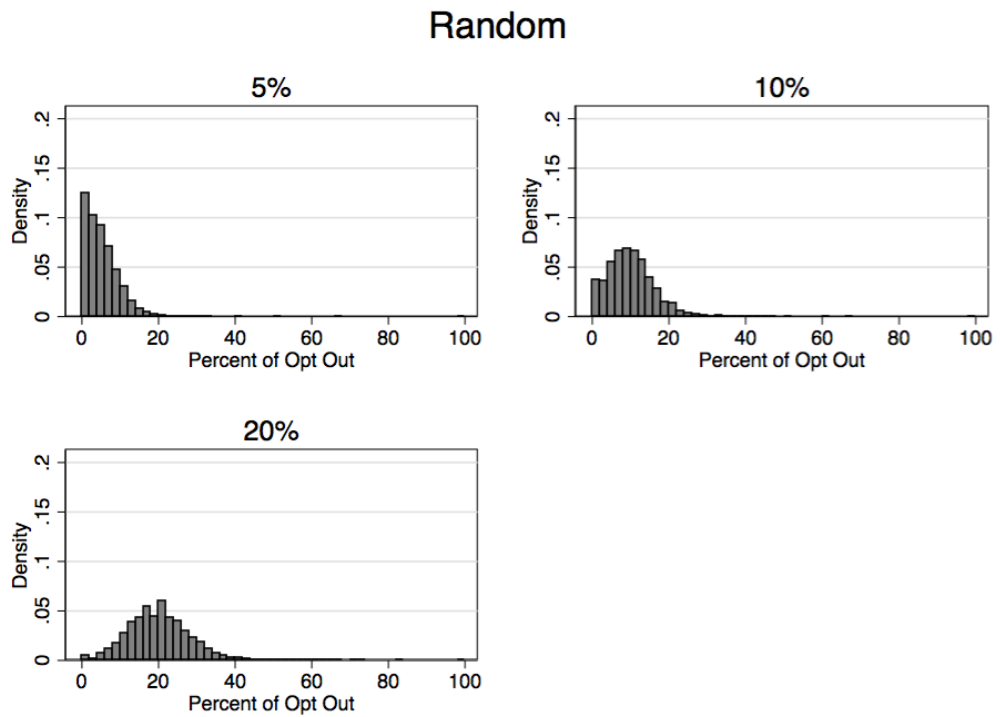 Random
5%
Density
0 .05 .1 .15 .2
0 20 40 60 80 100
Percent of Opt Out
10%
Density
0 .05 .1 .15 .2
0 20 40 60 80 100
Percent of Opt Out
20%
Density
0 .05 .1 .15 .2
0 20 40 60 80 100
Percent of Opt Out